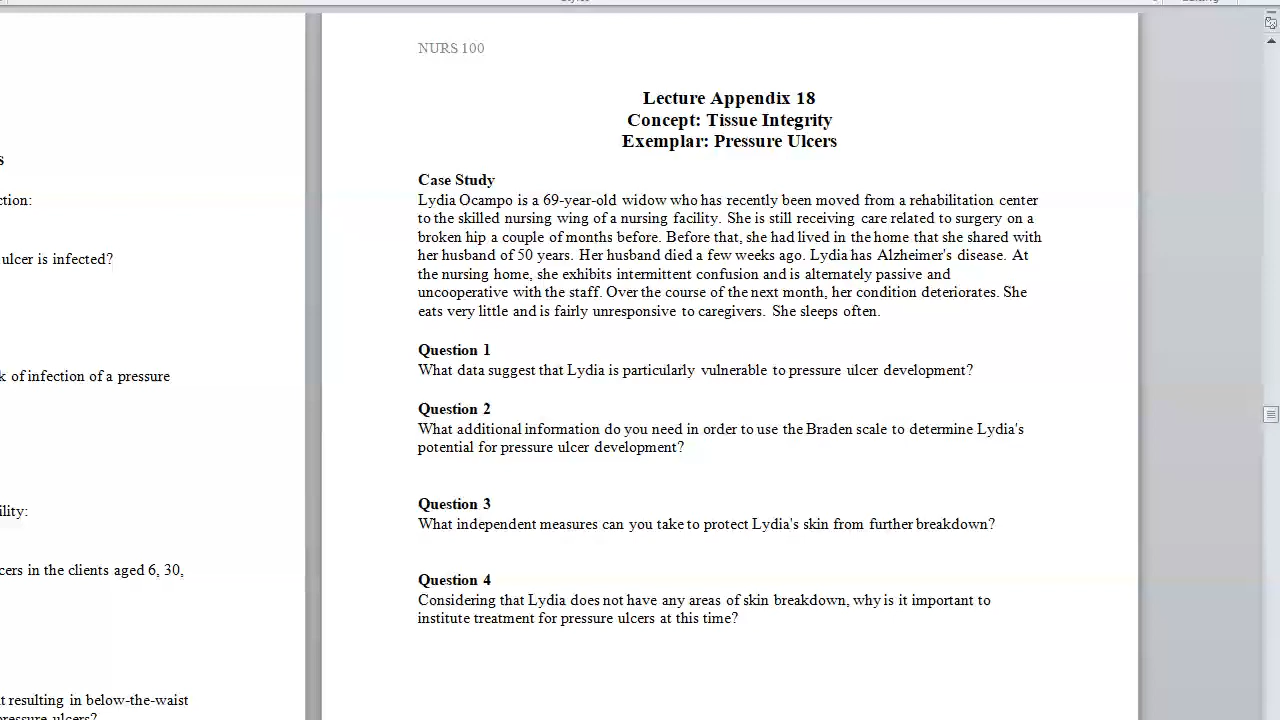 NURS 100
Lecture Appendix 18
Concept: Tissue Integrity
Exemplar: Pressure Ulcers
Case Study
Lydia Ocampo is a 69-year-old widow who has recently been moved from a rehabilitation center
to the skilled nursing wing of a nursing facility. She is still receiving care related to surgery on a
broken hip a couple of months before. Before that, she had lived in the home that she shared with
her husband of 50 years. Her husband died a few weeks ago. Lydia has Alzheimer's disease. At
the nursing home, she exhibits intermittent confusion and is alternately passive and
uncooperative with the staff. Over the course of the next month, her condition deteriorates. She
eats very little and is fairly unresponsive to caregivers. She sleeps often.
Question 1
What data suggest that Lydia is particularly vulnerable to pressure ulcer development?
Question 2
What additional information do you need in order to use the Braden scale to determine Lydia's
potential for pressure ulcer development?
Question 3
What independent measures can you take to protect Lydia's skin from further breakdown?
Question 4
Considering that Lydia does not have any areas of skin breakdown, why is it important to
institute treatment for pressure ulcers at this time?
s
ction:
ulcer is infected?
k of infection of a pressure
ility:
cers in the clients aged 6, 30,
t resulting in below-the-waist
pressure ulcers?